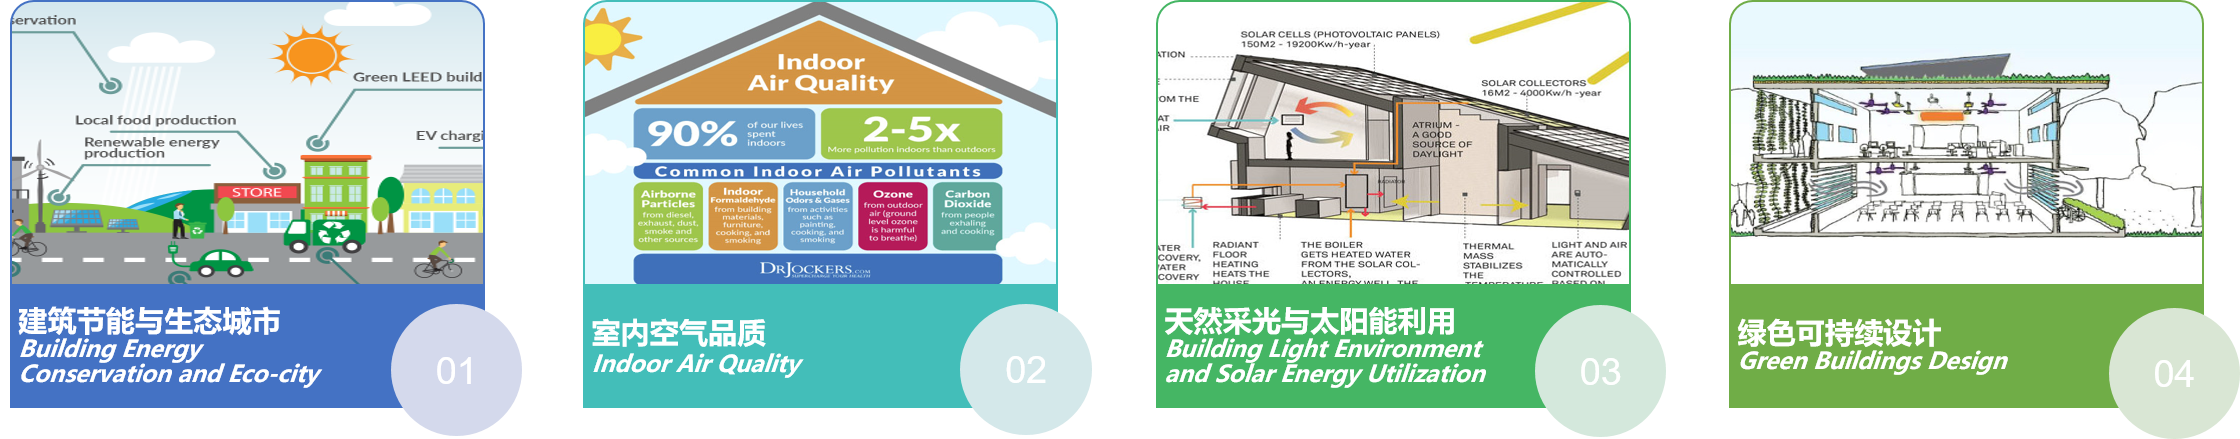 servation
Green LEED build
Local food production
Renewable energy
production
EV chargi
STORE
建筑节能与生态城市
Building Energy
Conservation and Eco-city
01
Indoor
Air Quality
90%
of our lives
spent
indoors
2-5x
More pollution indoors than outdoors
Common Indoor Air Pollutants
Airborne
Particles
from diesel,
exhaust, dust,
smoke and
other sources
Indoor
Formaldehyde
from building
materials,
furniture,
cooking, and
smoking
Household
Odors & Gases
from activities
such as
painting,
cooking, and
smoking
Ozone
from outdoor
air (ground
level ozone
is harmful
to breathe)
Carbon
Dioxide
from people
exhaling
and cooking
DRJOCKERS.COM
SUPERCHARGE YOUR HEALTH
室内空气品质
Indoor Air Quality
02
SOLAR CELLS (PHOTOVOLTAIC PANELS)
150M2 - 19200Kw/h-year
ATION
SOLAR COLLECTORS
16M2 - 4000Kw/h -year
OM THE
AT
AIR
ATRIUM -
A GOOD
SOURCE OF
DAYLIGHT
RADIATOR
ATER
COVERY,
ATER
COVERY
RADIANT
FLOOR
HEATING
HEATS THE
HOUSE
THE BOILER
GETS HEATED WATER
FROM THE SOLAR COL-
LECTORS,
AN ENERGY WELL, THE
THERMAL
MASS
STABILIZES
THE
TEMPERATURE
LIGHT AND AIR
ARE AUTO-
MATICALLY
CONTROLLED
BASED ON
天然采光与太阳能利用
Building Light Environment
and Solar Energy Utilization
03
绿色可持续设计
Green Buildings Design
04